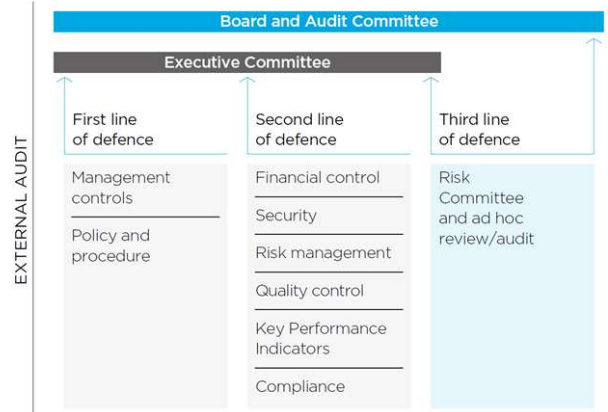 Board and Audit Committee
Executive Committee
EXTERNAL AUDIT
First line
of defence
Management
controls
Policy and
procedure
Second line
of defence
Financial control
Security
Risk management
Quality control
Key Performance
Indicators
Compliance
Third line
of defence
Risk
Committee
and ad hoc
review/audit